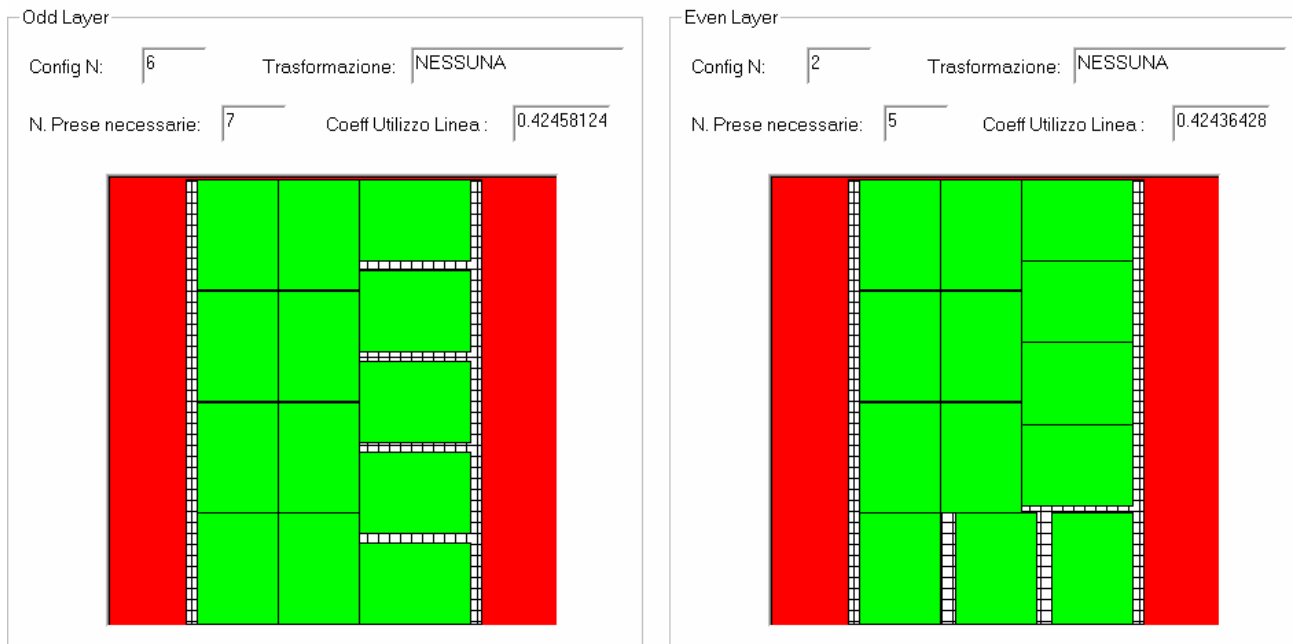 Odd Layer
Config N: 6 Trasformazione: NESSUNA
N. Prese necessarie: 7 Coeff Utilizzo Linea : 0.42458124
Even Layer
Config N: 2 Trasformazione: NESSUNA
N. Prese necessarie: 5 Coeff Utilizzo Linea : 0.42436428